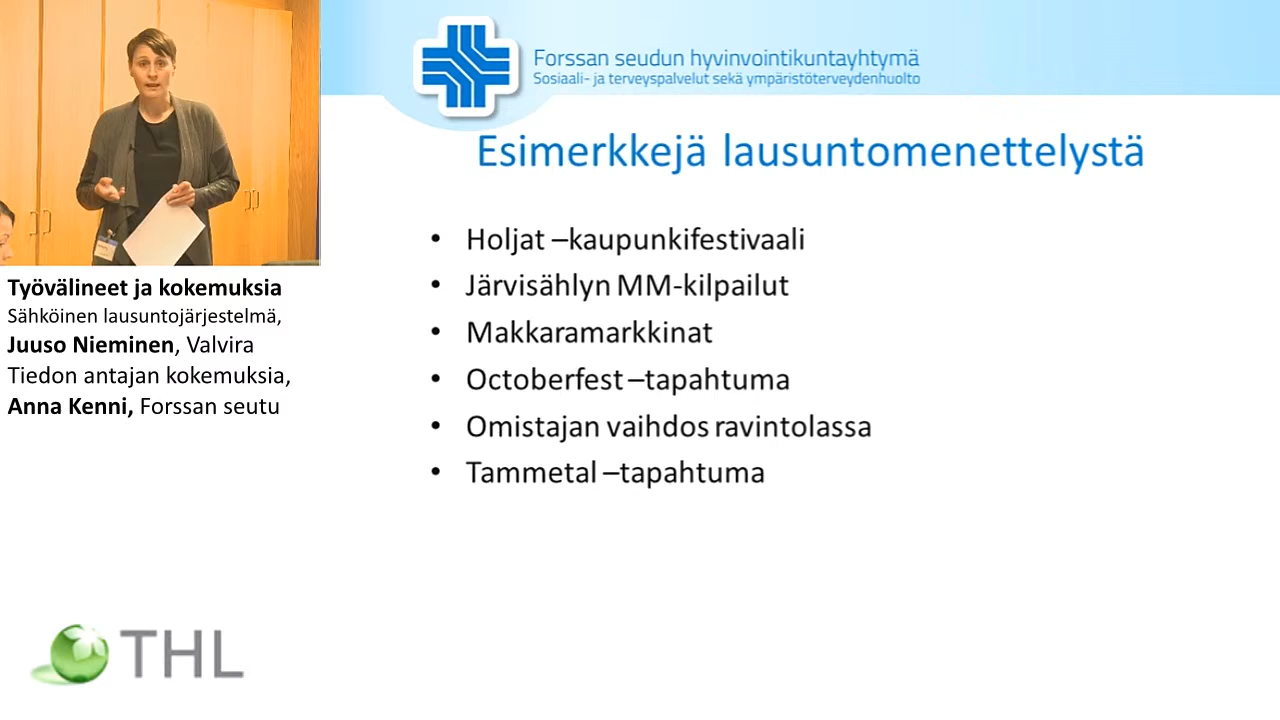 Forssan seudun hyvinvointikuntayhtymä
Sosiaali- ja terveyspalvelut sekä ympäristöterveydenhuolto
Esimerkkejä lausuntomenettelystä
• Holjat –kaupunkifestivaali
• Järvisählyn MM-kilpailut
• Makkaramarkkinat
• Octoberfest –tapahtuma
• Omistajan vaihdos ravintolassa
• Tammetal –tapahtuma
Työvälineet ja kokemuksia
Sähköinen lausuntojärjestelmä,
Juuso Nieminen, Valvira
Tiedon antajan kokemuksia,
Anna Kenni, Forssan seutu
THL